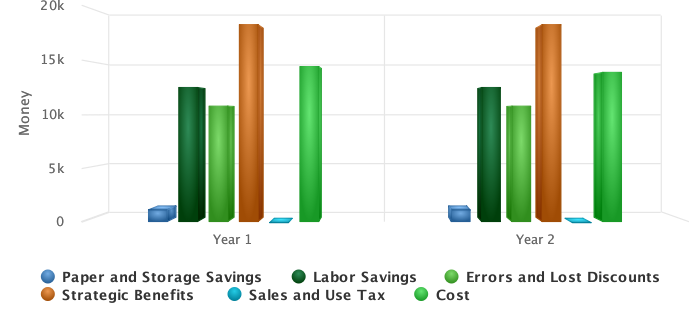 20k
15k
10k
5k
0
Money
Year 1
Year 2
Paper and Storage Savings Labor Savings Errors and Lost Discounts
Strategic Benefits Sales and Use Tax Cost